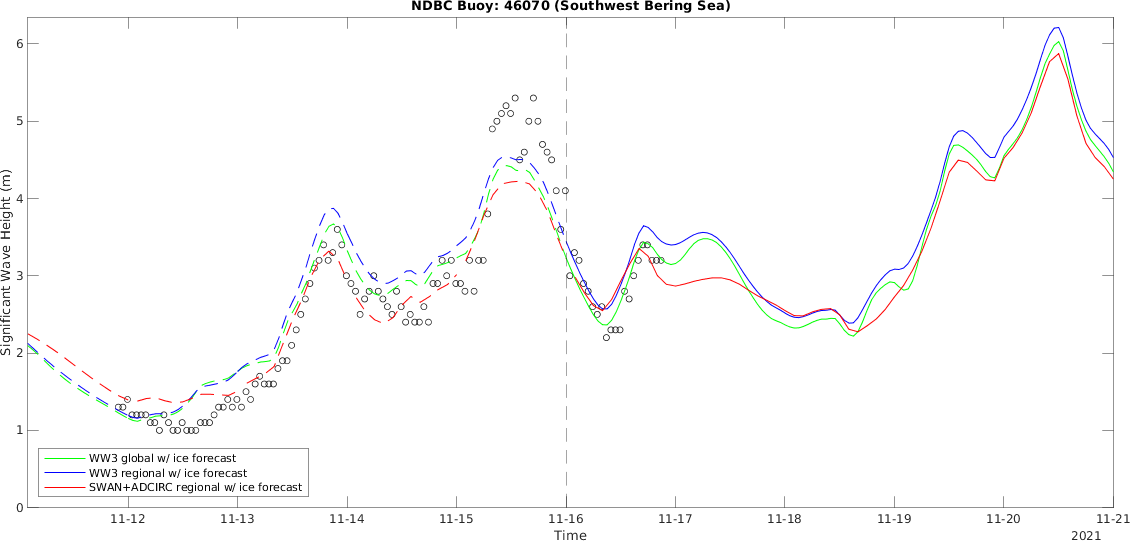 NDBC Buoy: 46070 (Southwest Bering Sea)
Significant Wave Height (m)
6
5
4
3
2
1
0
WW3 global w/ ice forecast
WW3 regional w/ ice forecast
SWAN+ADCIRC regional w/ ice forecast
11-12 11-13 11-14 11-15 11-16 11-17 11-18 11-19 11-20 11-21
Time
2021